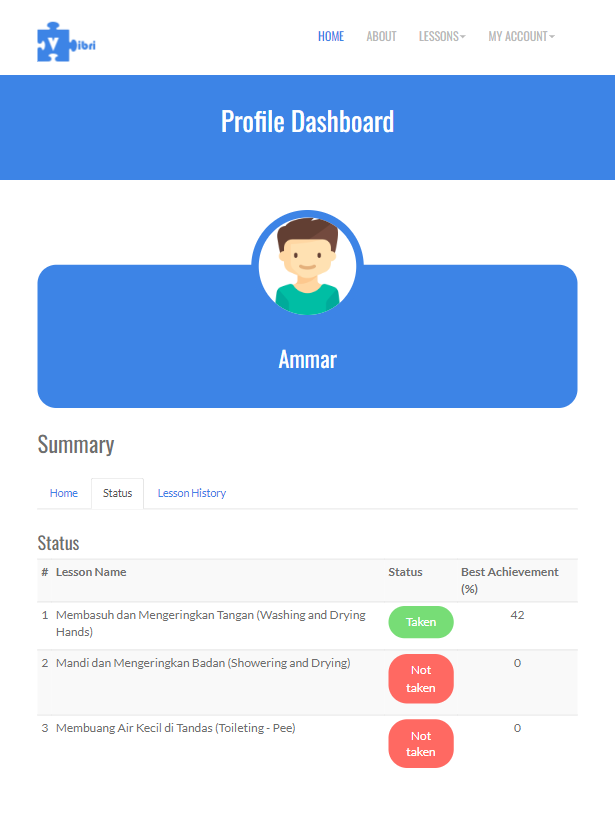 Vibri
HOME ABOUT LESSONS MY ACCOUNT
Profile Dashboard
Ammar
Summary
Home Status Lesson History
Status
# Lesson Name Status Best Achievement
(%)
1 Membasuh dan Mengeringkan Tangan (Washing and Drying
Hands)
Taken 42
2 Mandi dan Mengeringkan Badan (Showering and Drying) Not
taken
0
3 Membuang Air Kecil di Tandas (Toileting - Pee) Not
taken
0